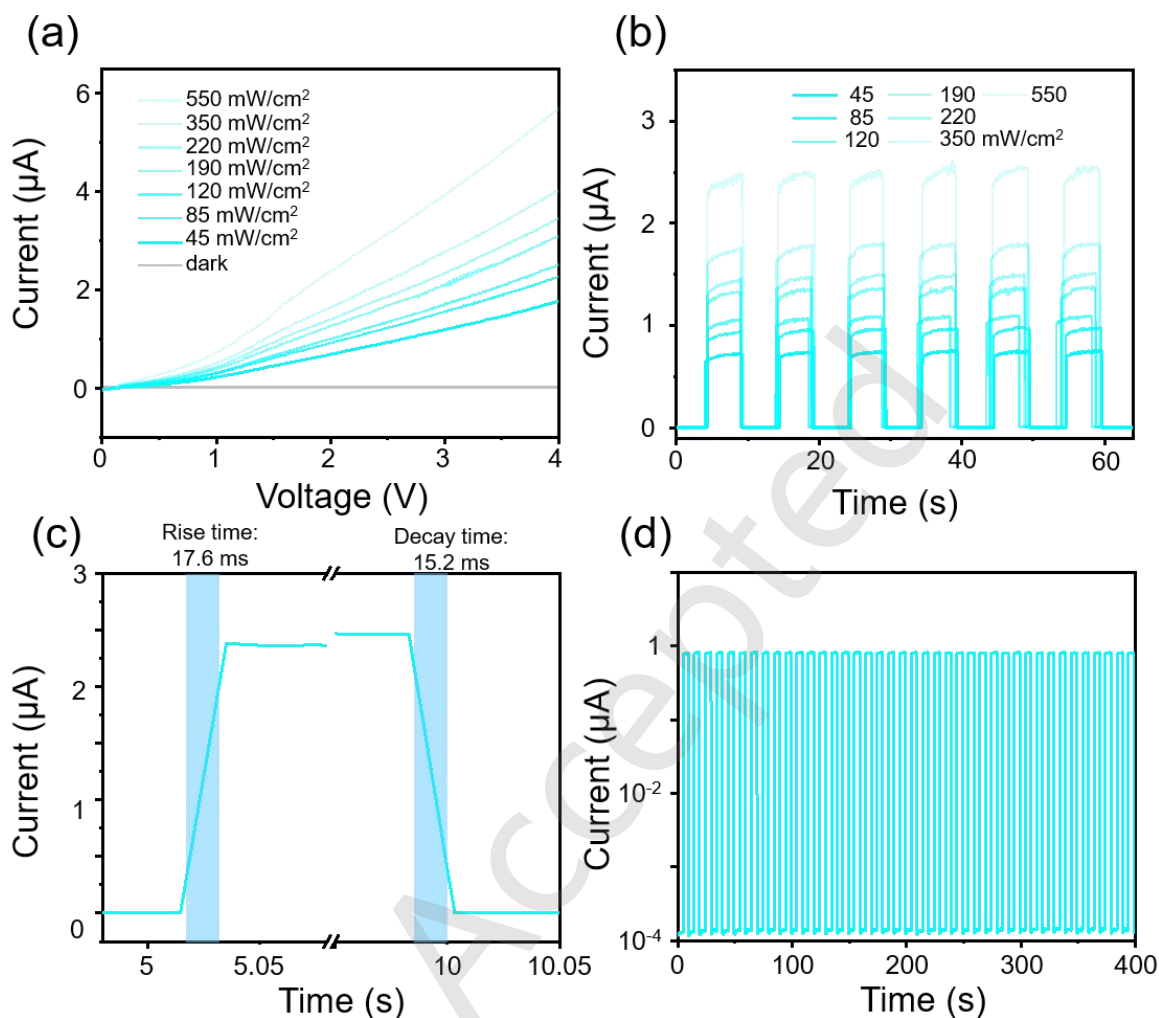 (a)
6
4
2
0
Current (µA)
550 mW/cm²
350 mW/cm²
220 mW/cm²
190 mW/cm²
120 mW/cm²
85 mW/cm²
45 mW/cm²
dark
0 1 2 3 4
Voltage (V)
(b)
3
2
1
0
Current (µA)
45 190 550
85 220
120 350 mW/cm²
0 20 40 60
Time (s)
(c)
Rise time:
17.6 ms
Decay time:
15.2 ms
3
2
1
0
Current (µA)
5 5.05 10 10.05
Time (s)
(d)
1
10⁻²
10⁻⁴
Current (µA)
0 100 200 300 400
Time (s)
Accepted